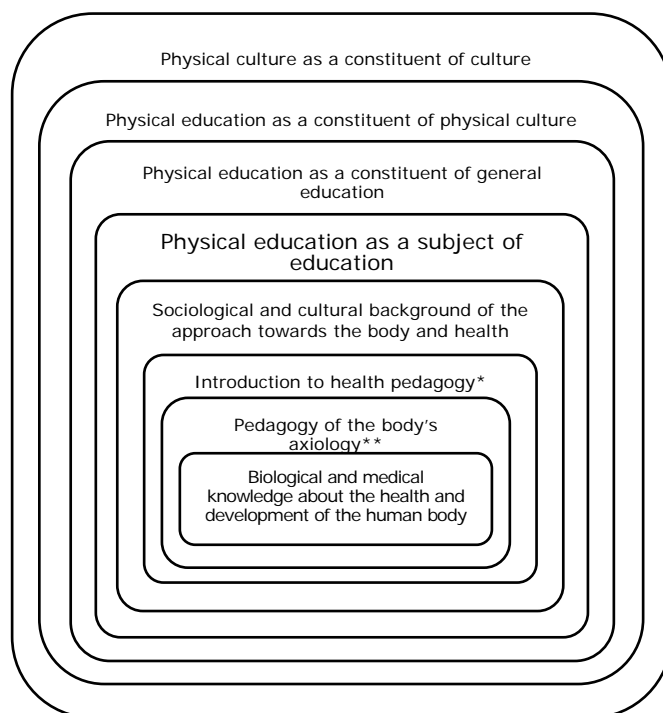 Physical culture as a constituent of culture
Physical education as a constituent of physical culture
Physical education as a constituent of general
education
Physical education as a subject of
education
Sociological and cultural background of the
approach towards the body and health
Introduction to health pedagogy*
Pedagogy of the body's
axiology**
Biological and medical
knowledge about the health and
development of the human body